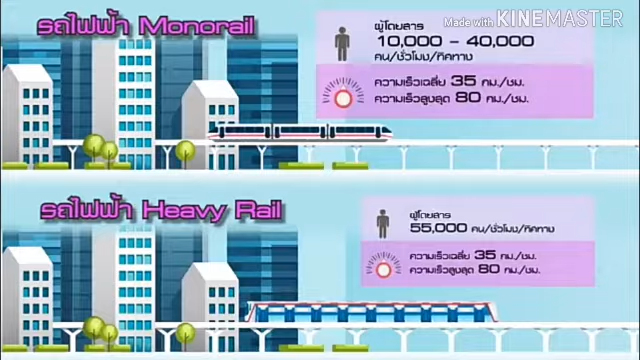 Made with KINEMASTER
รถไฟฟ้า Monorail
ผู้โดยสาร
10,000 - 40,000
คน/ชั่วโมง/ทิศทาง
ความเร็วเฉลี่ย 35 กม./ชม.
ความเร็วสูงสุด 80 กม./ชม.
รถไฟฟ้า Heavy Rail
ผู้โดยสาร
55,000 คน/ชั่วโมง/ทิศทาง
ความเร็วเฉลี่ย 35 กม./ชม.
ความเร็วสูงสุด 80 กม./ชม.